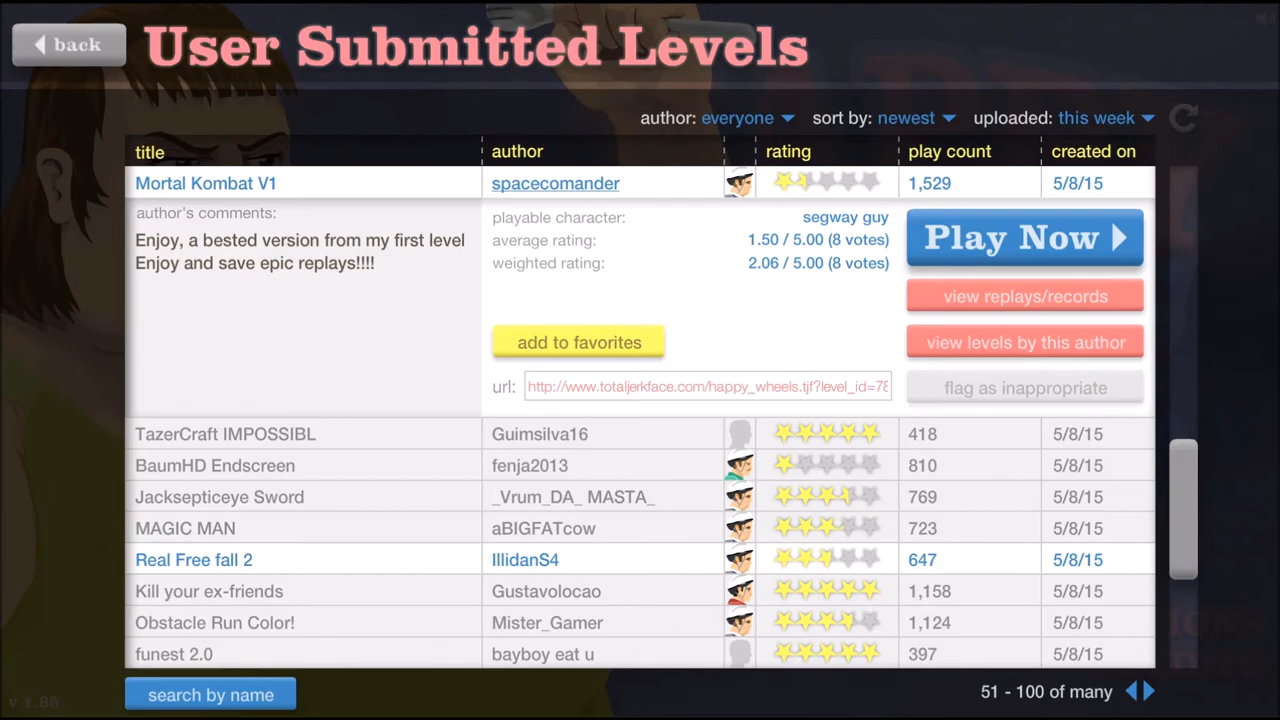 back
User Submitted Levels
author: everyone sort by: newest uploaded: this week
title author rating play count created on
Mortal Kombat V1 spacecomander 1,529 5/8/15
author's comments:
Enjoy, a bested version from my first level
Enjoy and save epic replays!!!!
playable character: segway guy
average rating: 1.50 / 5.00 (8 votes)
weighted rating: 2.06 / 5.00 (8 votes)
add to favorites
url: http://www.totaljerkface.com/happy_wheels.tjf?level_id=78
Play Now
view replays/records
view levels by this author
flag as inappropriate
TazerCraft IMPOSSIBL Guimsilva16 418 5/8/15
BaumHD Endscreen fenja2013 810 5/8/15
Jacksepticeye Sword _Vrum_DA_ MASTA_ 769 5/8/15
MAGIC MAN aBIGFATcow 723 5/8/15
Real Free fall 2 IllidanS4 647 5/8/15
Kill your ex-friends Gustavolocao 1,158 5/8/15
Obstacle Run Color! Mister_Gamer 1,124 5/8/15
funest 2.0 bayboy eat u 397 5/8/15
v 1.85
search by name
51 - 100 of many